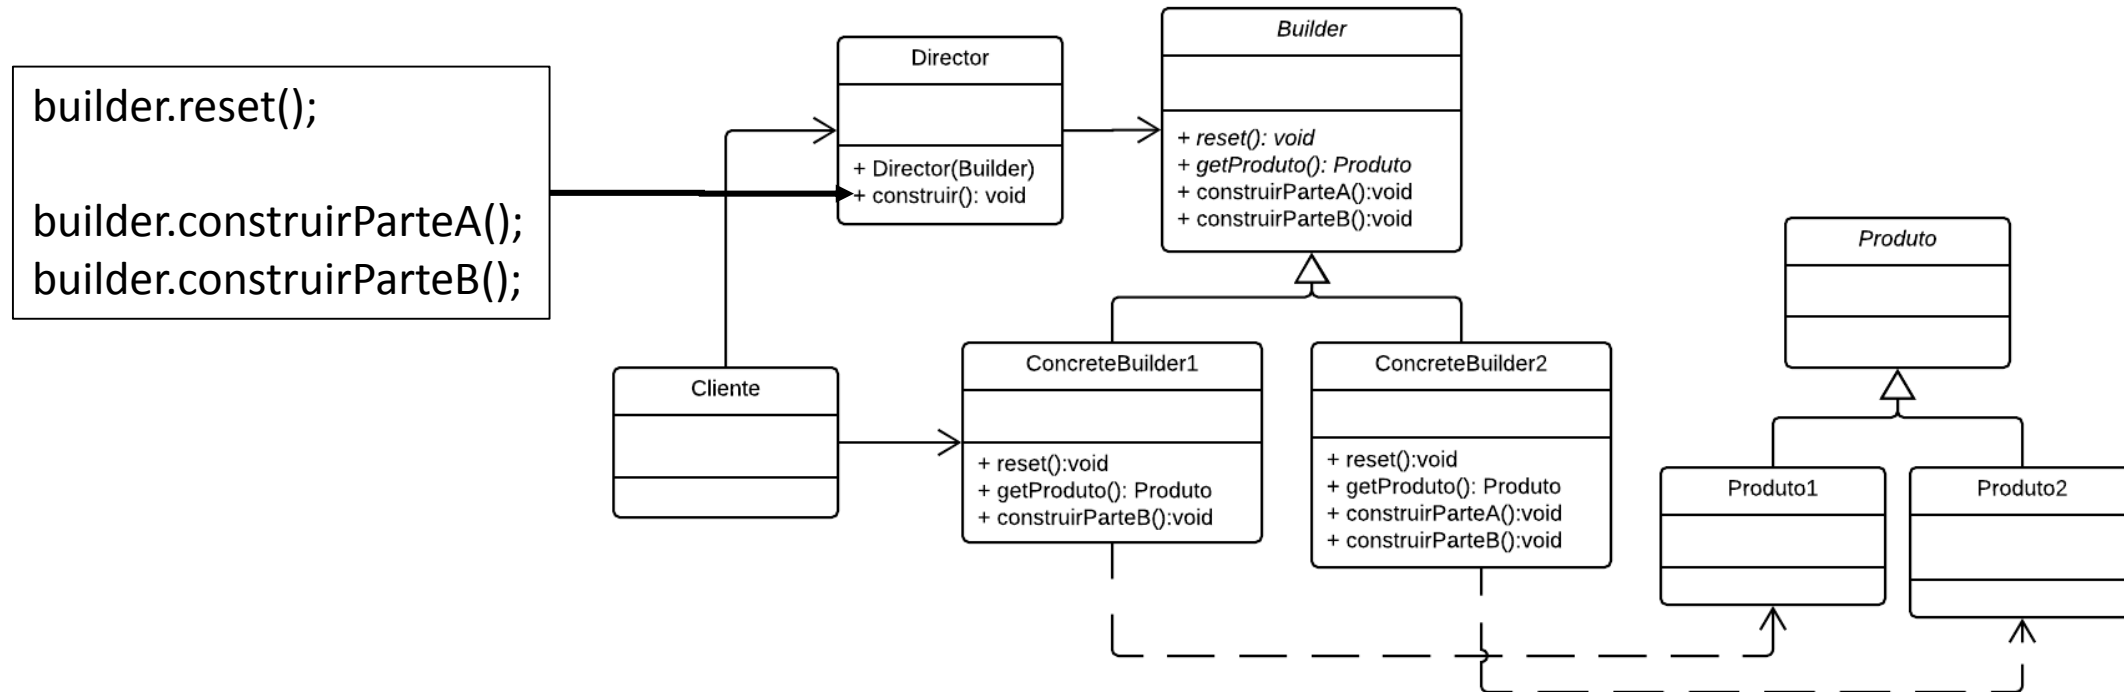 builder.reset();
builder.construirParteA();
builder.construirParteB();
Director
+ Director(Builder)
+ construir(): void
Builder
+ reset(): void
+ getProduto(): Produto
+ construirParteA():void
+ construirParteB():void
Cliente
ConcreteBuilder1
+ reset():void
+ getProduto(): Produto
+ construirParteB():void
ConcreteBuilder2
+ reset():void
+ getProduto(): Produto
+ construirParteA():void
+ construirParteB():void
Produto
Produto1
Produto2